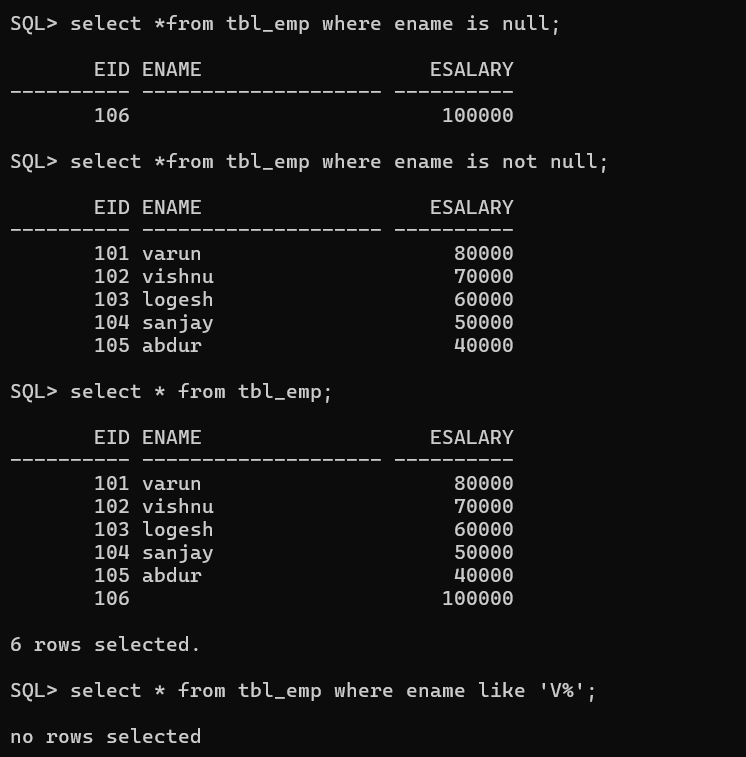 SQL> select *from tbl_emp where ename is null;
       EID ENAME                   ESALARY
---------- -------------------- ----------
       106                          100000
SQL> select *from tbl_emp where ename is not null;
       EID ENAME                   ESALARY
---------- -------------------- ----------
       101 varun                     80000
       102 vishnu                    70000
       103 logesh                    60000
       104 sanjay                    50000
       105 abdur                     40000
SQL> select * from tbl_emp;
       EID ENAME                   ESALARY
---------- -------------------- ----------
       101 varun                     80000
       102 vishnu                    70000
       103 logesh                    60000
       104 sanjay                    50000
       105 abdur                     40000
       106                          100000
6 rows selected.
SQL> select * from tbl_emp where ename like 'V%';
no rows selected